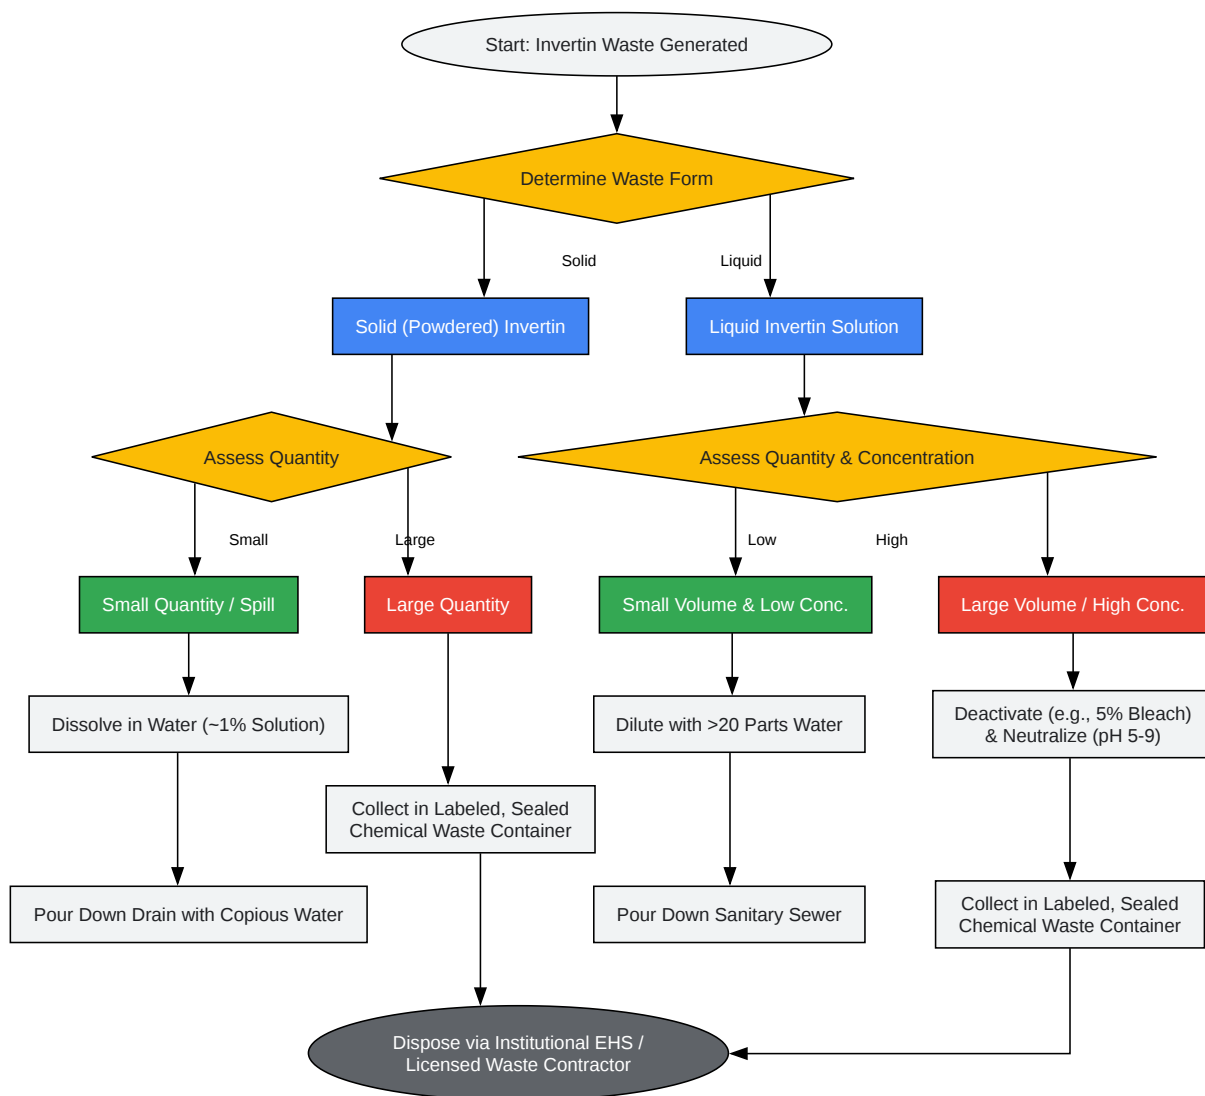 Start: Invertin Waste Generated
Determine Waste Form
Solid
Liquid
Solid (Powdered) Invertin
Liquid Invertin Solution
Assess Quantity
Assess Quantity & Concentration
Small
Large
Low
High
Small Quantity / Spill
Large Quantity
Small Volume & Low Conc.
Large Volume / High Conc.
Dissolve in Water (~1% Solution)
Dilute with >20 Parts Water
Deactivate (e.g., 5% Bleach)
& Neutralize (pH 5-9)
Collect in Labeled, Sealed
Chemical Waste Container
Pour Down Drain with Copious Water
Pour Down Sanitary Sewer
Collect in Labeled, Sealed
Chemical Waste Container
Dispose via Institutional EHS /
Licensed Waste Contractor